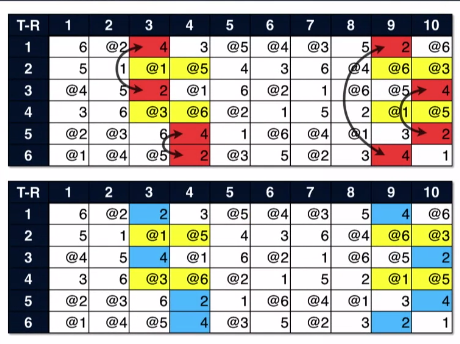 T-R 1 2 3 4 5 6 7 8 9 10
1 6 @2 4 3 @5 @4 @3 5 2 @6
2 5 1 @1 @5 4 3 6 @4 @6 @3
3 @4 5 2 @1 6 @2 1 @6 @5 4
4 3 6 @3 @6 @2 1 5 2 @1 @5
5 @2 @3 6 4 1 @6 @4 @1 3 2
6 @1 @4 @5 2 @3 5 @2 3 4 1
T-R 1 2 3 4 5 6 7 8 9 10
1 6 @2 2 3 @5 @4 @3 5 4 @6
2 5 1 @1 @5 4 3 6 @4 @6 @3
3 @4 5 4 @1 6 @2 1 @6 @5 2
4 3 6 @3 @6 @2 1 5 2 @1 @5
5 @2 @3 6 2 1 @6 @4 @1 3 4
6 @1 @4 @5 4 @3 5 @2 3 2 1